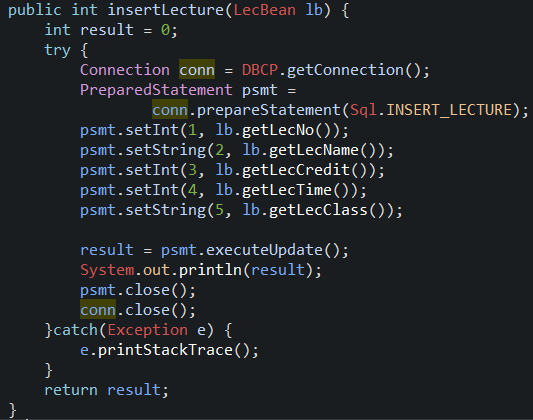 public int insertLecture(LecBean lb) {
    int result = 0;
    try {
        Connection conn = DBCP.getConnection();
        PreparedStatement psmt =
                conn.prepareStatement(Sql.INSERT_LECTURE);
        psmt.setInt(1, lb.getLecNo());
        psmt.setString(2, lb.getLecName());
        psmt.setInt(3, lb.getLecCredit());
        psmt.setInt(4, lb.getLecTime());
        psmt.setString(5, lb.getLecClass());

        result = psmt.executeUpdate();
        System.out.println(result);
        psmt.close();
        conn.close();
    }catch(Exception e) {
        e.printStackTrace();
    }
    return result;
}